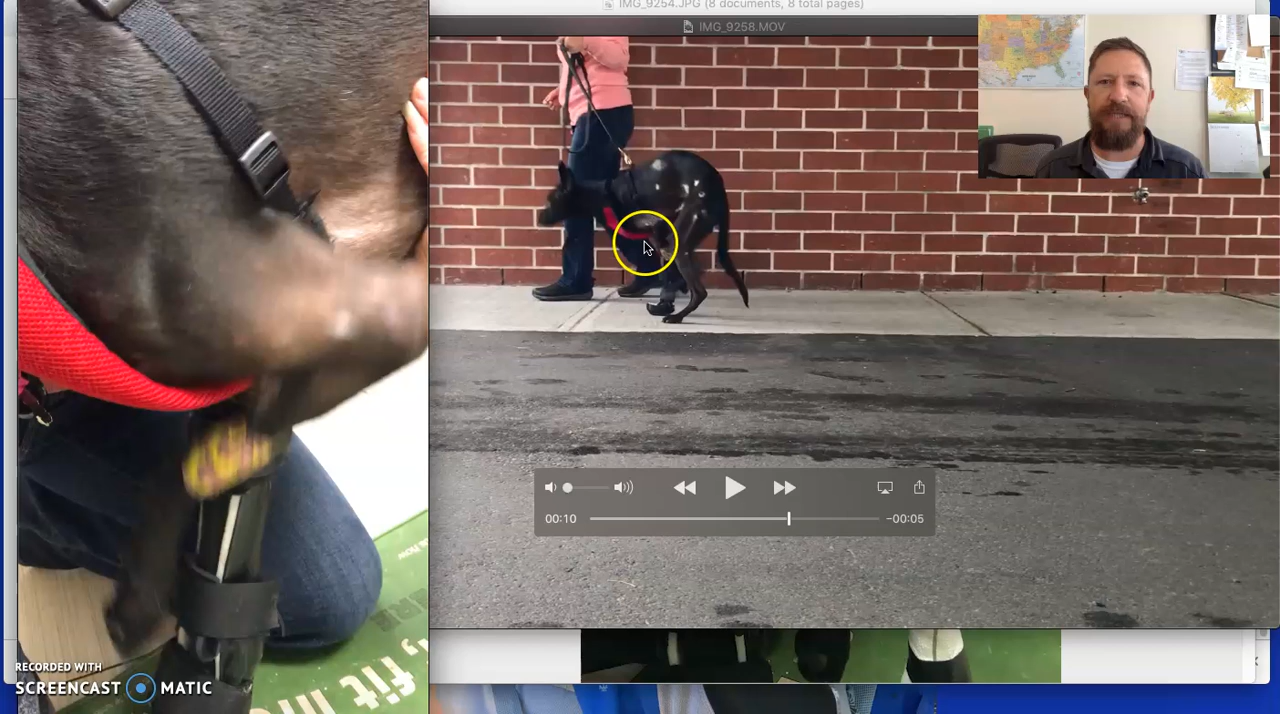 IMG_9254.JPG (8 documents, 8 total pages)
IMG_9258.MOV
00:10
-00:05
RECORDED WITH
SCREENCAST MATIC